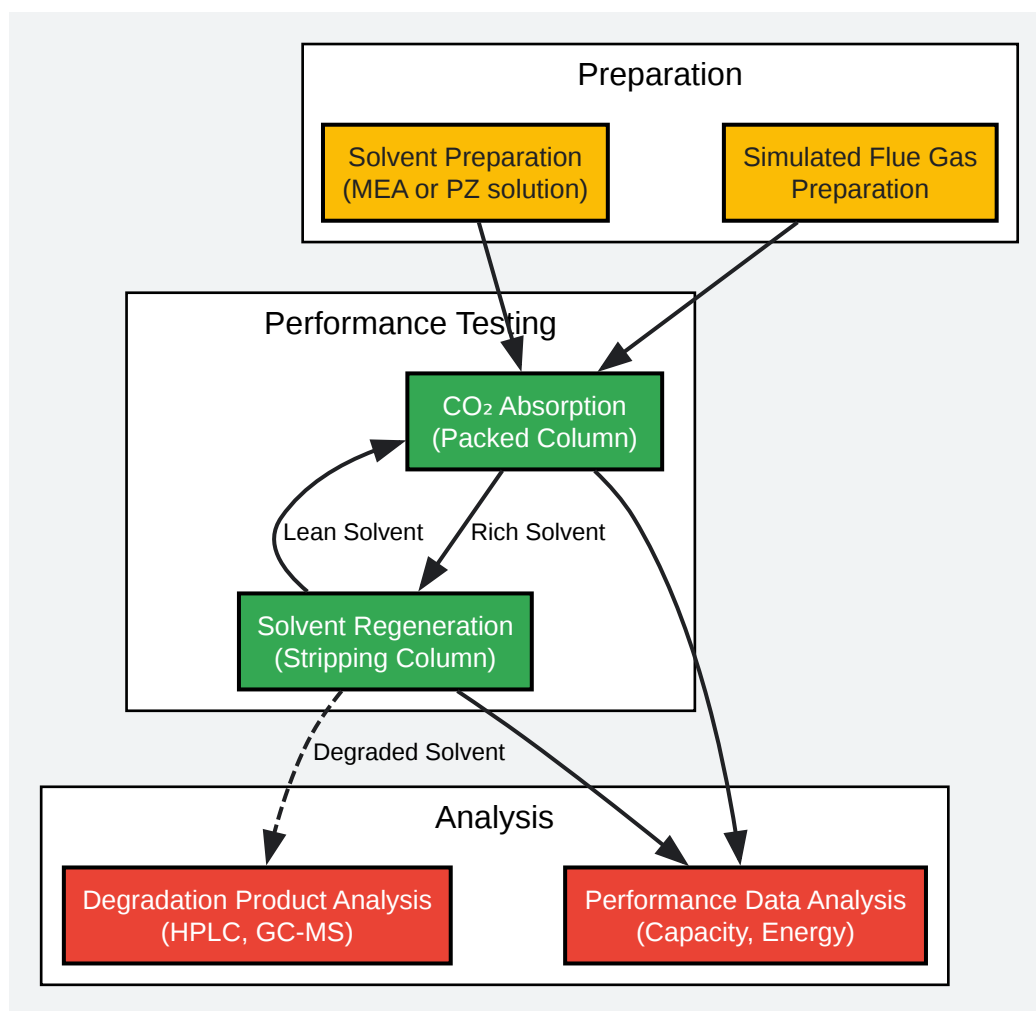 Preparation
Solvent Preparation
(MEA or PZ solution)
Simulated Flue Gas
Preparation
Performance Testing
CO₂ Absorption
(Packed Column)
Lean Solvent
Rich Solvent
Solvent Regeneration
(Stripping Column)
Degraded Solvent
Analysis
Degradation Product Analysis
(HPLC, GC-MS)
Performance Data Analysis
(Capacity, Energy)